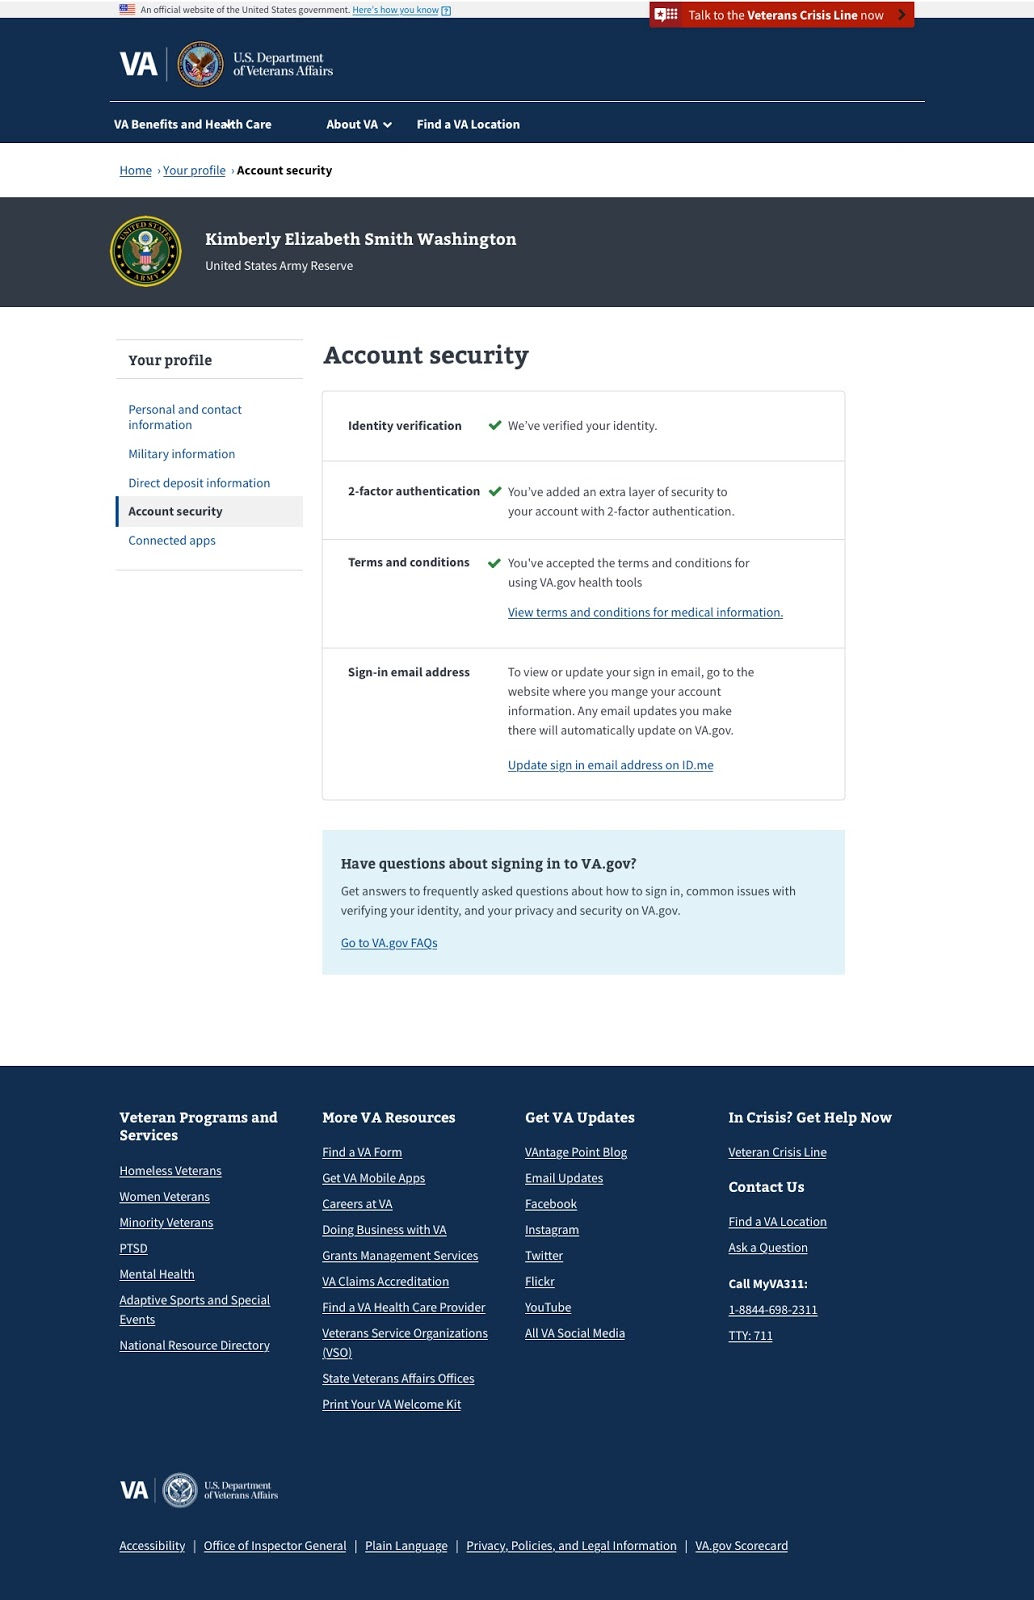 An official website of the United States government. Here's how you know
Talk to the Veterans Crisis Line now
VA
U.S. Department
of Veterans Affairs
VA Benefits and Health Care
About VA
Find a VA Location
Home › Your profile › Account security
UNITED STATES
ARMY
Kimberly Elizabeth Smith Washington
United States Army Reserve
Your profile
Personal and contact
information
Military information
Direct deposit information
Account security
Connected apps
Account security
Identity verification
We've verified your identity.
2-factor authentication
You've added an extra layer of security to
your account with 2-factor authentication.
Terms and conditions
You've accepted the terms and conditions for
using VA.gov health tools
View terms and conditions for medical information.
Sign-in email address
To view or update your sign in email, go to the
website where you mange your account
information. Any email updates you make
there will automatically update on VA.gov.
Update sign in email address on ID.me
Have questions about signing in to VA.gov?
Get answers to frequently asked questions about how to sign in, common issues with
verifying your identity, and your privacy and security on VA.gov.
Go to VA.gov FAQs
Veteran Programs and
Services
Homeless Veterans
Women Veterans
Minority Veterans
PTSD
Mental Health
Adaptive Sports and Special
Events
National Resource Directory
More VA Resources
Find a VA Form
Get VA Mobile Apps
Careers at VA
Doing Business with VA
Grants Management Services
VA Claims Accreditation
Find a VA Health Care Provider
Veterans Service Organizations
(VSO)
State Veterans Affairs Offices
Print Your VA Welcome Kit
Get VA Updates
VAntage Point Blog
Email Updates
Facebook
Instagram
Twitter
Flickr
YouTube
All VA Social Media
In Crisis? Get Help Now
Veteran Crisis Line
Contact Us
Find a VA Location
Ask a Question
Call MyVA311:
1-8844-698-2311
TTY: 711
VA
U.S. Department
of Veterans Affairs
Accessibility | Office of Inspector General | Plain Language | Privacy, Policies, and Legal Information | VA.gov Scorecard